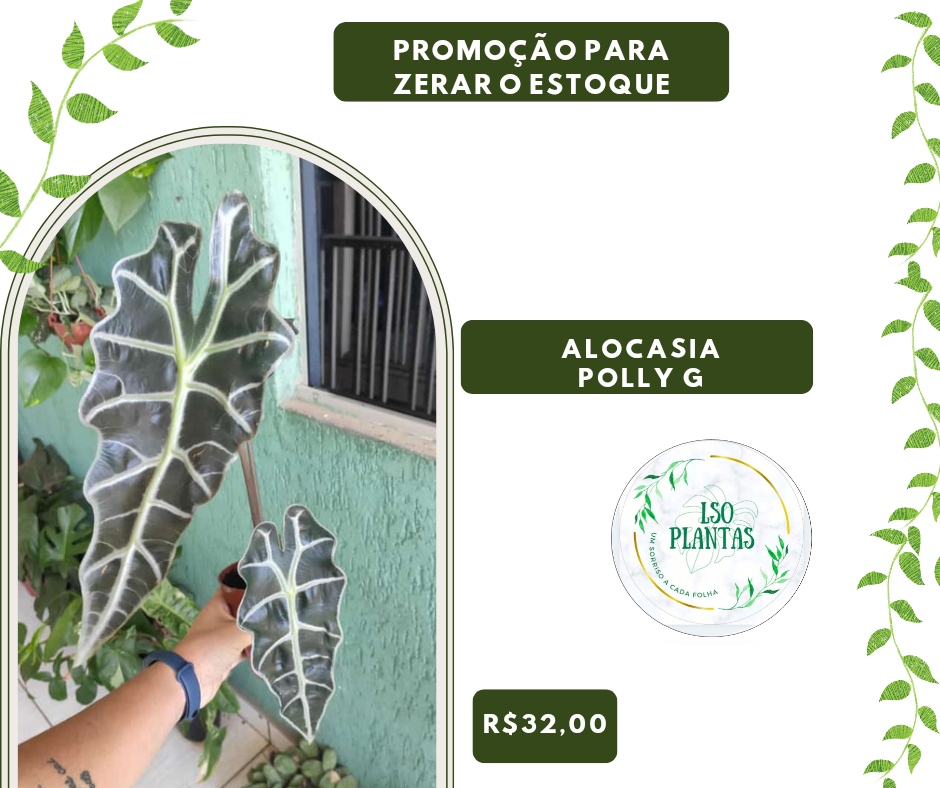 PROMOÇÃO PARA
ZERAR O ESTOQUE
ALOCASIA
POLLY G
LSO
PLANTAS
UM SORRISO A CADA FOLHA
R$32,00